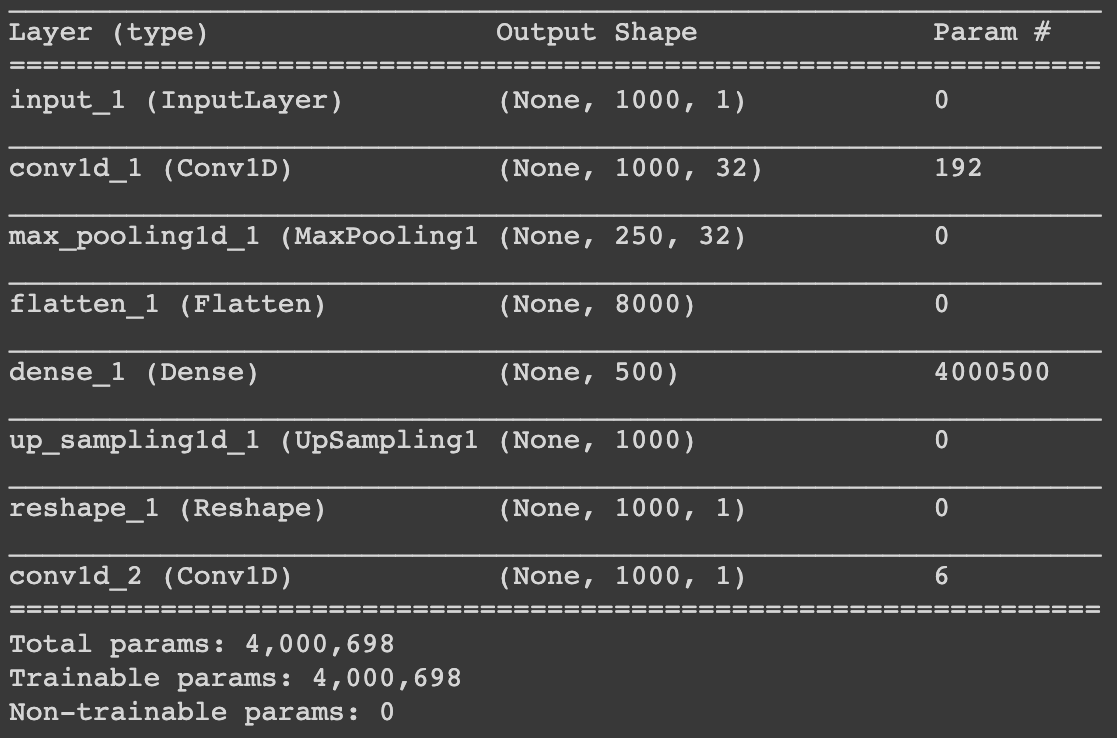 Layer (type) Output Shape Param #
=================================================================
input_1 (InputLayer) (None, 1000, 1) 0
conv1d_1 (Conv1D) (None, 1000, 32) 192
max_pooling1d_1 (MaxPooling1 (None, 250, 32) 0
flatten_1 (Flatten) (None, 8000) 0
dense_1 (Dense) (None, 500) 4000500
up_sampling1d_1 (UpSampling1 (None, 1000) 0
reshape_1 (Reshape) (None, 1000, 1) 0
conv1d_2 (Conv1D) (None, 1000, 1) 6
=================================================================
Total params: 4,000,698
Trainable params: 4,000,698
Non-trainable params: 0